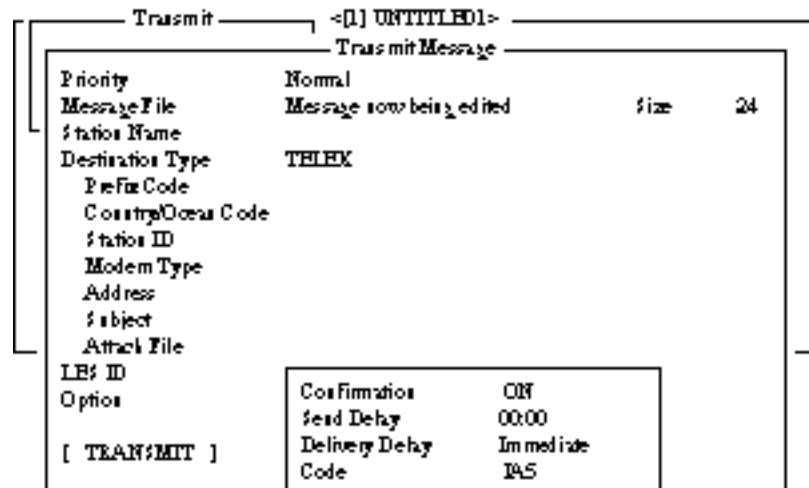 Transmit <[1] UNTITLED1>
Transmit Message
Priority Normal
Message File Message now being edited Size 24
Station Name
Destination Type TELEX
Prefix Code
Country/Ocean Code
Station ID
Modem Type
Address
Subject
Attach File
LES ID
Option
Confirmation ON
Send Delay 00:00
Delivery Delay Immediate
Code IA5
[ TRANSMIT ]